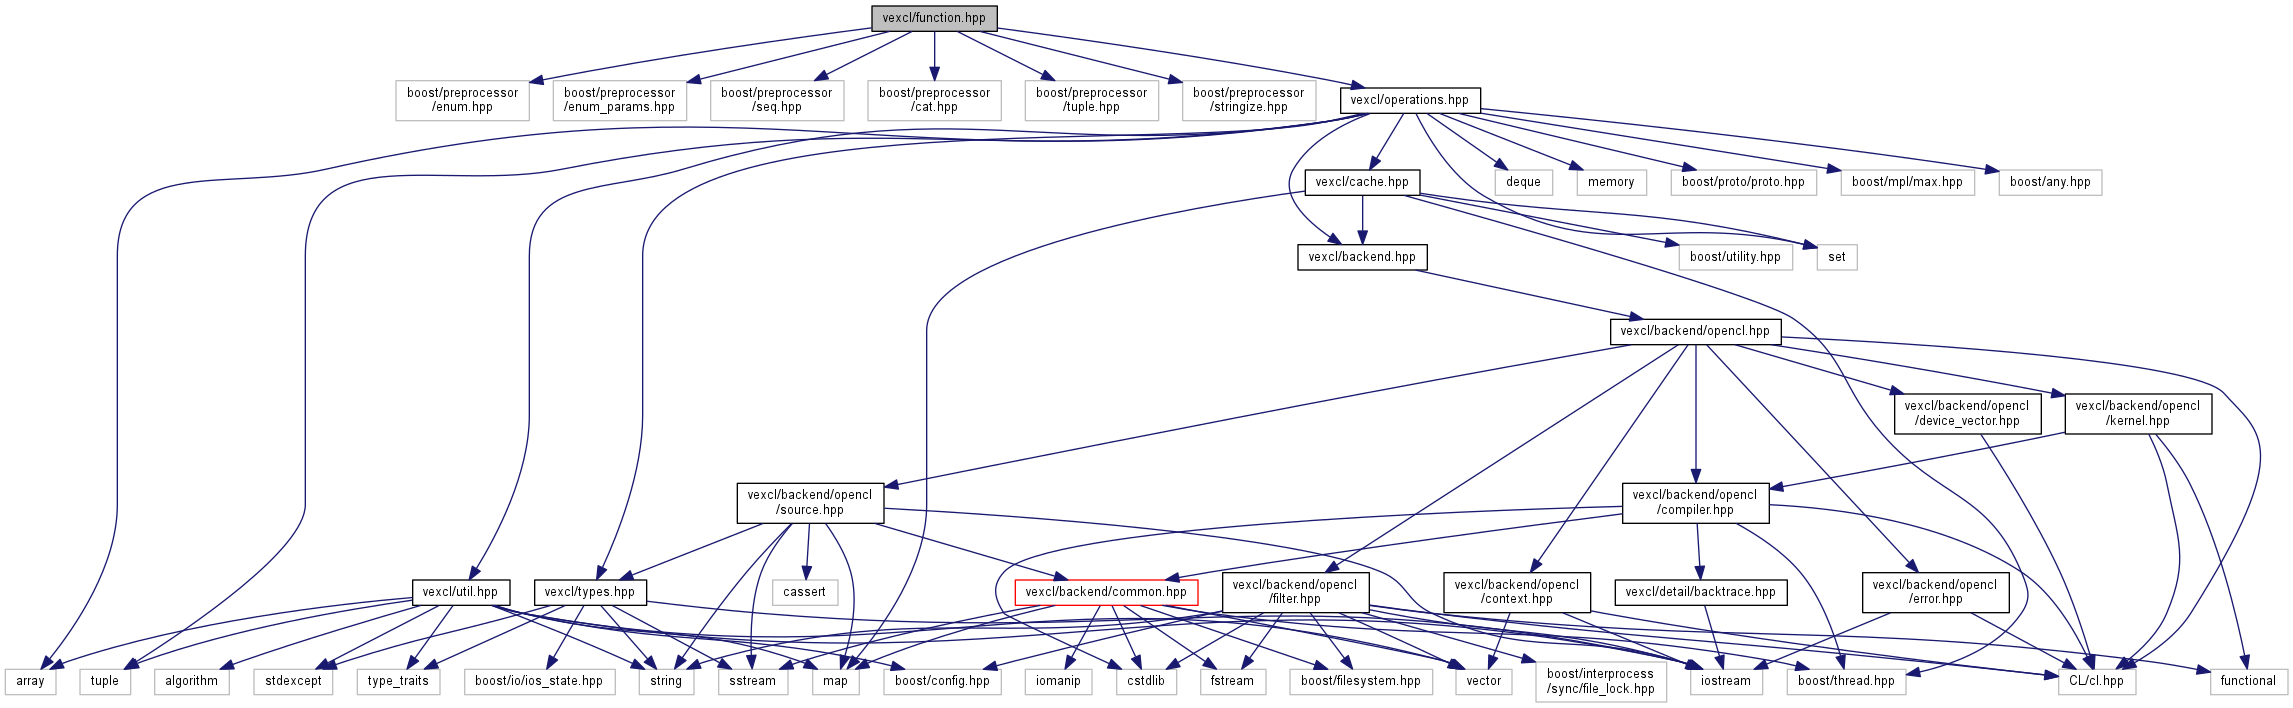 vexcl/function.hpp
boost/preprocessor
/enum.hpp
boost/preprocessor
/enum_params.hpp
boost/preprocessor
/seq.hpp
boost/preprocessor
/cat.hpp
boost/preprocessor
/tuple.hpp
boost/preprocessor
/stringize.hpp
vexcl/operations.hpp
vexcl/cache.hpp
deque
memory
boost/proto/proto.hpp
boost/mpl/max.hpp
boost/any.hpp
vexcl/backend.hpp
boost/utility.hpp
set
vexcl/backend/opencl.hpp
vexcl/backend/opencl
/device_vector.hpp
vexcl/backend/opencl
/kernel.hpp
vexcl/backend/opencl
/source.hpp
vexcl/backend/opencl
/compiler.hpp
vexcl/util.hpp
vexcl/types.hpp
cassert
vexcl/backend/common.hpp
vexcl/backend/opencl
/filter.hpp
vexcl/backend/opencl
/context.hpp
vexcl/detail/backtrace.hpp
vexcl/backend/opencl
/error.hpp
array
tuple
algorithm
stdexcept
type_traits
boost/io/ios_state.hpp
string
sstream
map
boost/config.hpp
iomanip
cstdlib
fstream
boost/filesystem.hpp
vector
boost/interprocess
/sync/file_lock.hpp
iostream
boost/thread.hpp
CL/cl.hpp
functional